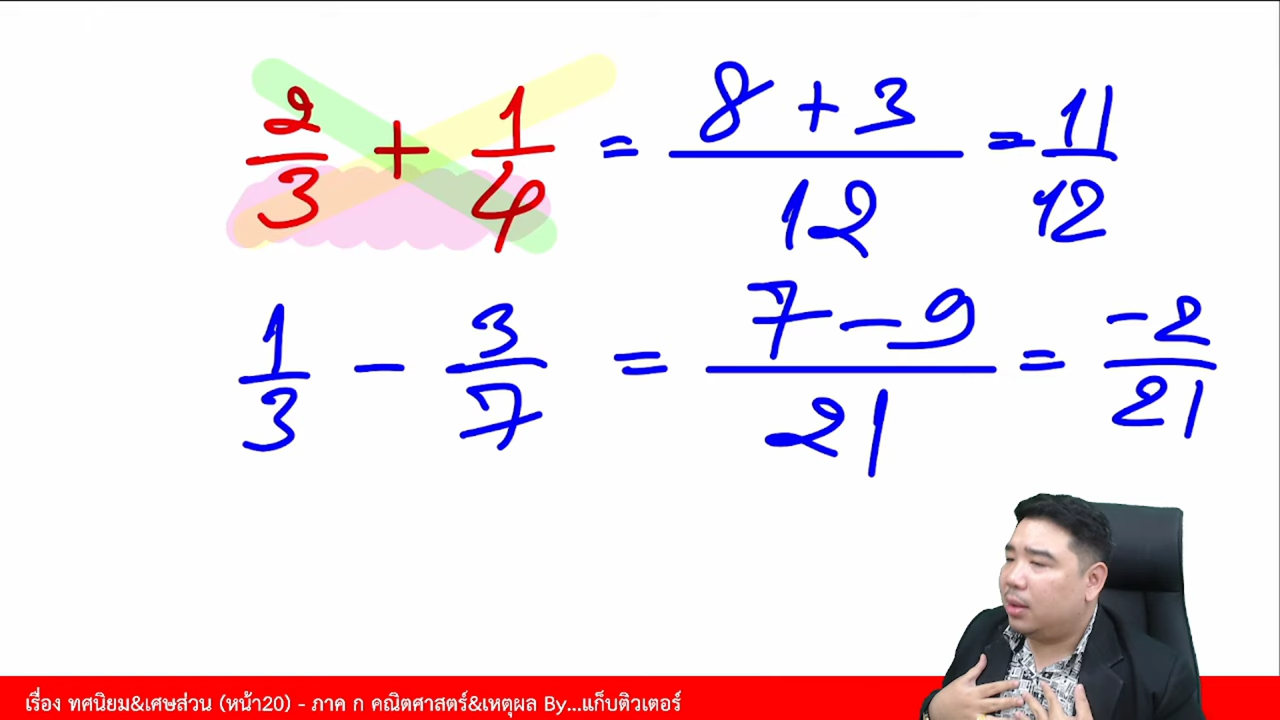 2/3 + 1/4 = 8 + 3/12 = 11/12
1/3 - 3/7 = 7 - 9/21 = -2/21
เรื่อง ทศนิยม&เศษส่วน (หน้า20) - ภาค ก คณิตศาสตร์&เหตุผล By...แก็บติวเตอร์